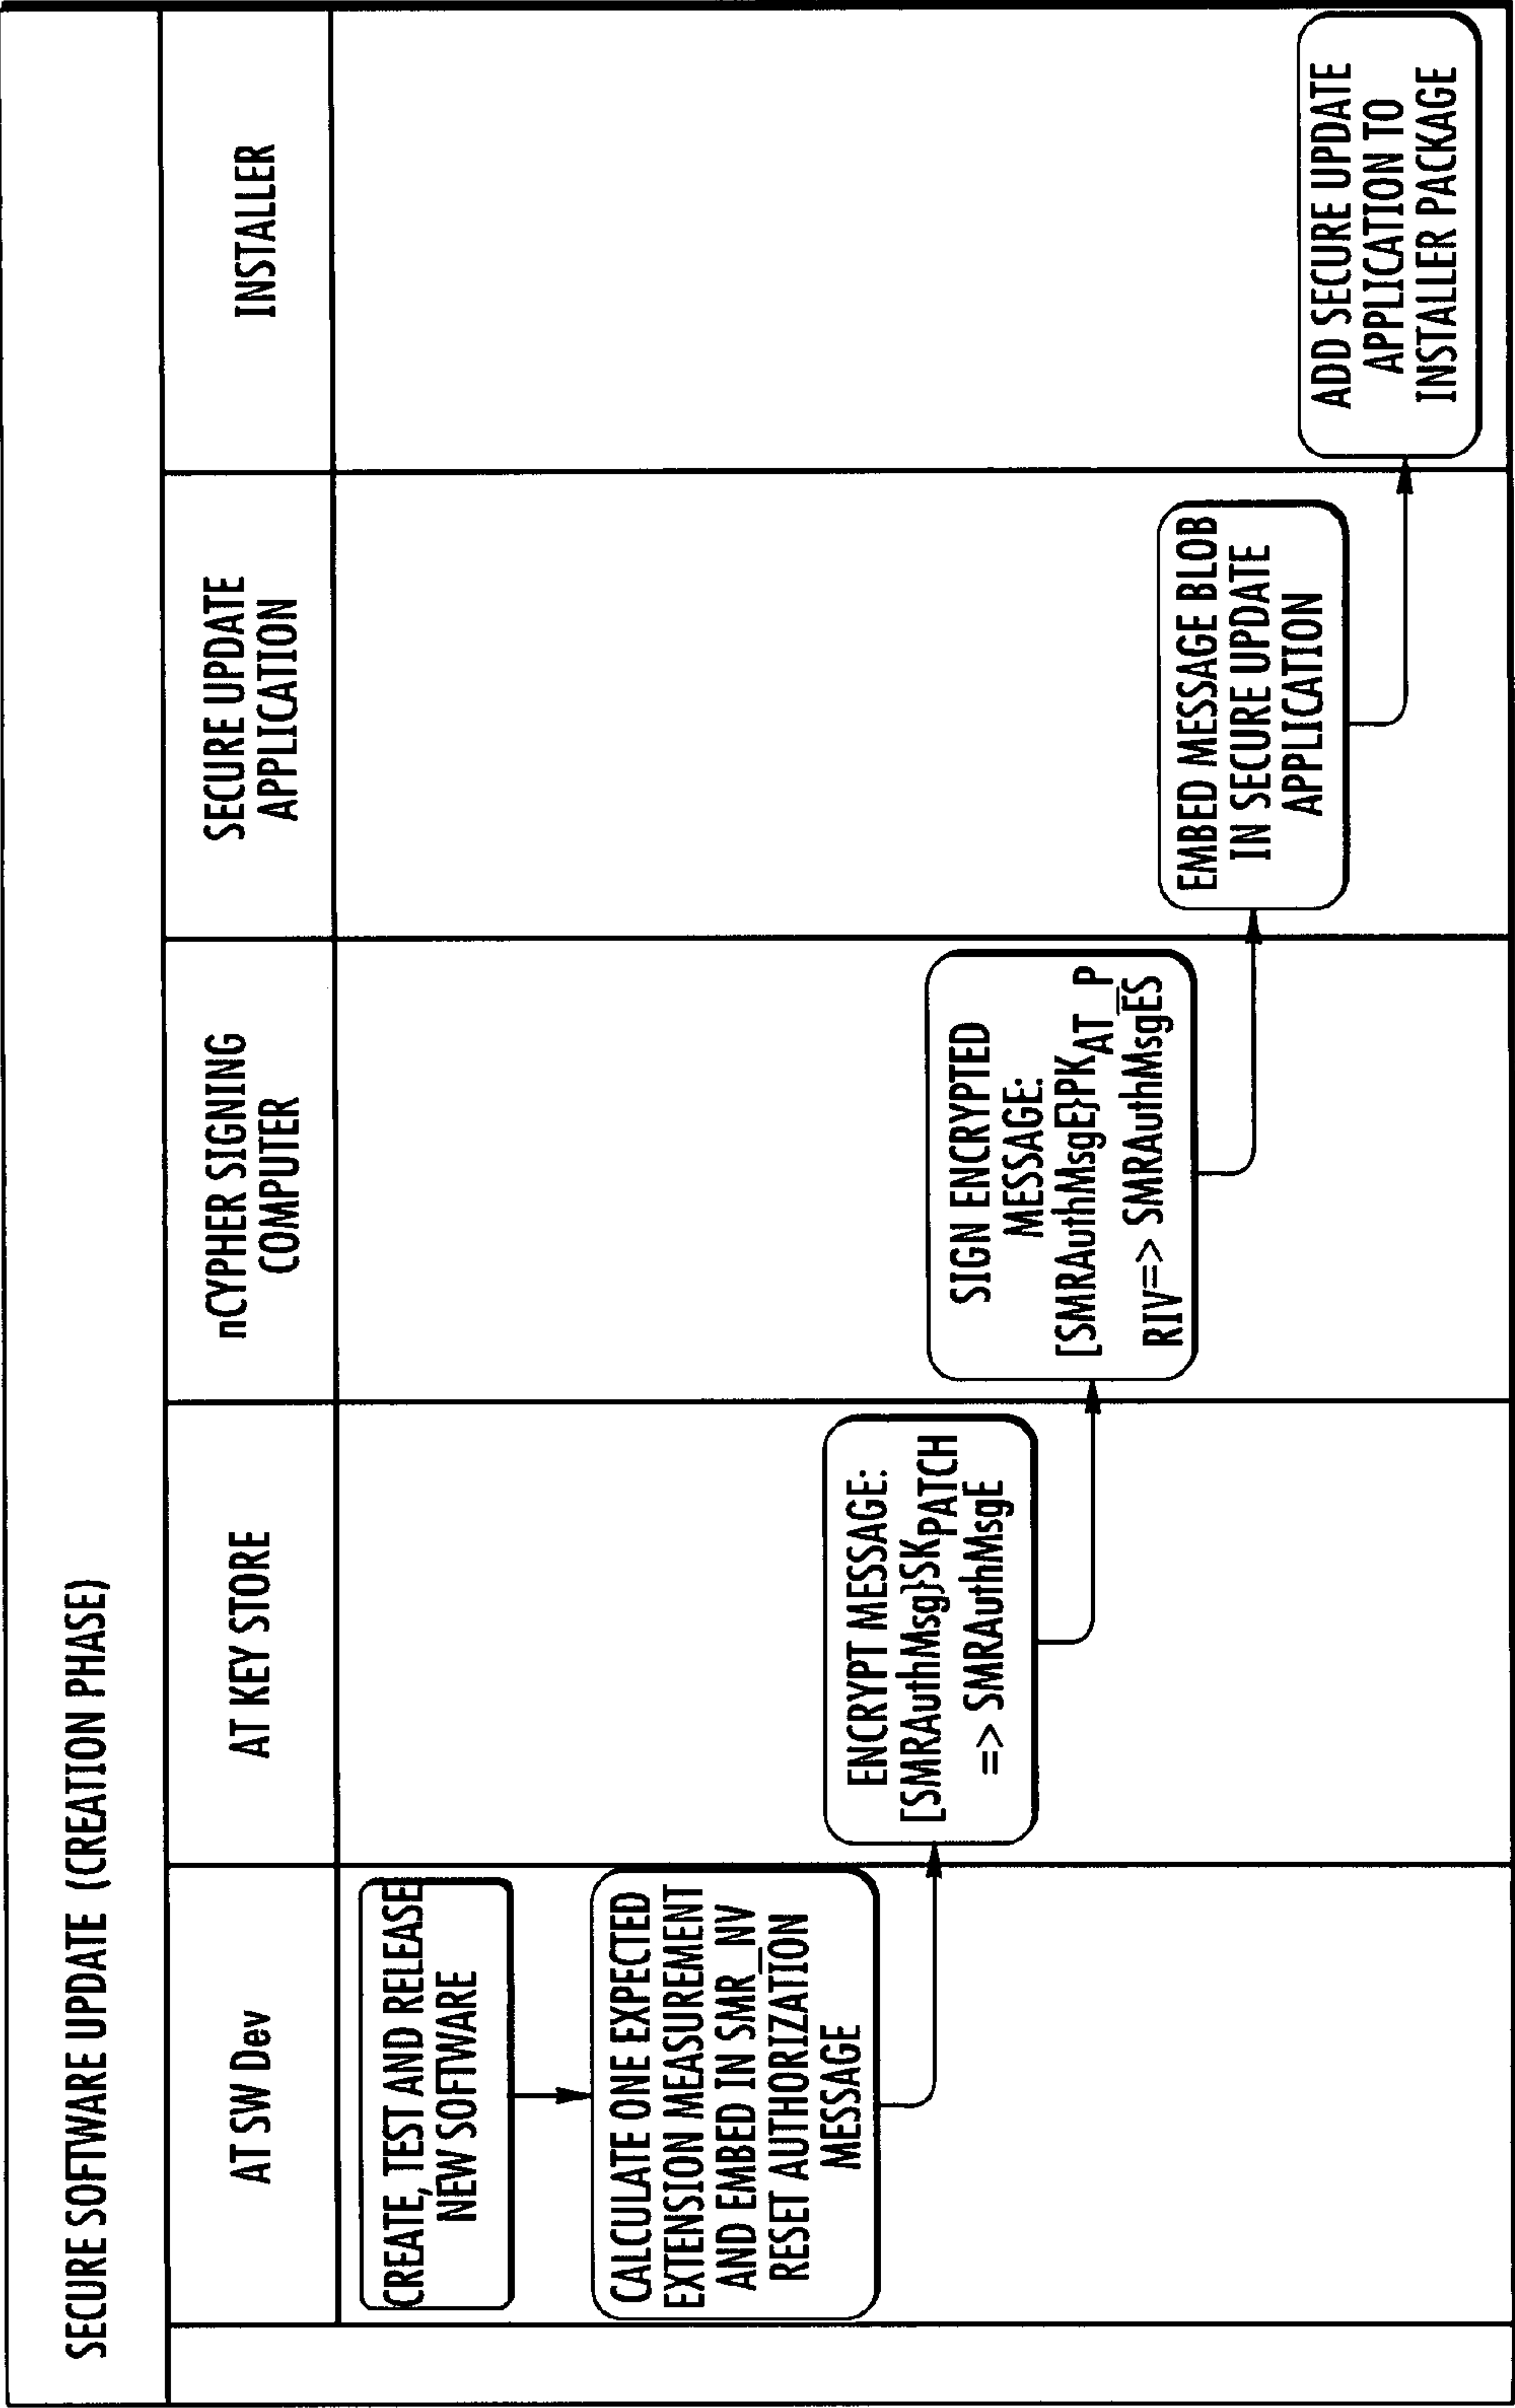 SECURE SOFTWARE UPDATE (CREATION PHASE)
AT SW Dev
AT KEY STORE
nCYPHER SIGNING
COMPUTER
SECURE UPDATE
APPLICATION
INSTALLER
CREATE, TEST AND RELEASE
NEW SOFTWARE
CALCULATE ONE EXPECTED
EXTENSION MEASUREMENT
AND EMBED IN SMR_NV
RESET AUTHORIZATION
MESSAGE
ENCRYPT MESSAGE:
[SMRAuthMsg}SKPATCH
=> SMRAuthMsgE
SIGN ENCRYPTED
MESSAGE:
[SMRAuthMsgE}PKAT_P
RIV=> SMRAuthMsgES
EMBED MESSAGE BLOB
IN SECURE UPDATE
APPLICATION
ADD SECURE UPDATE
APPLICATION TO
INSTALLER PACKAGE